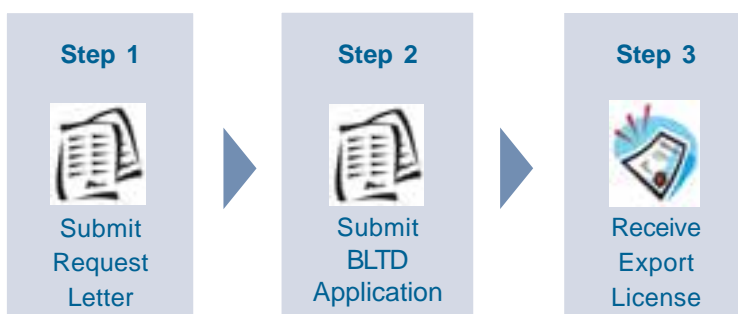 Step 1
Submit
Request
Letter
Step 2
Submit
BLTD
Application
Step 3
Receive
Export
License